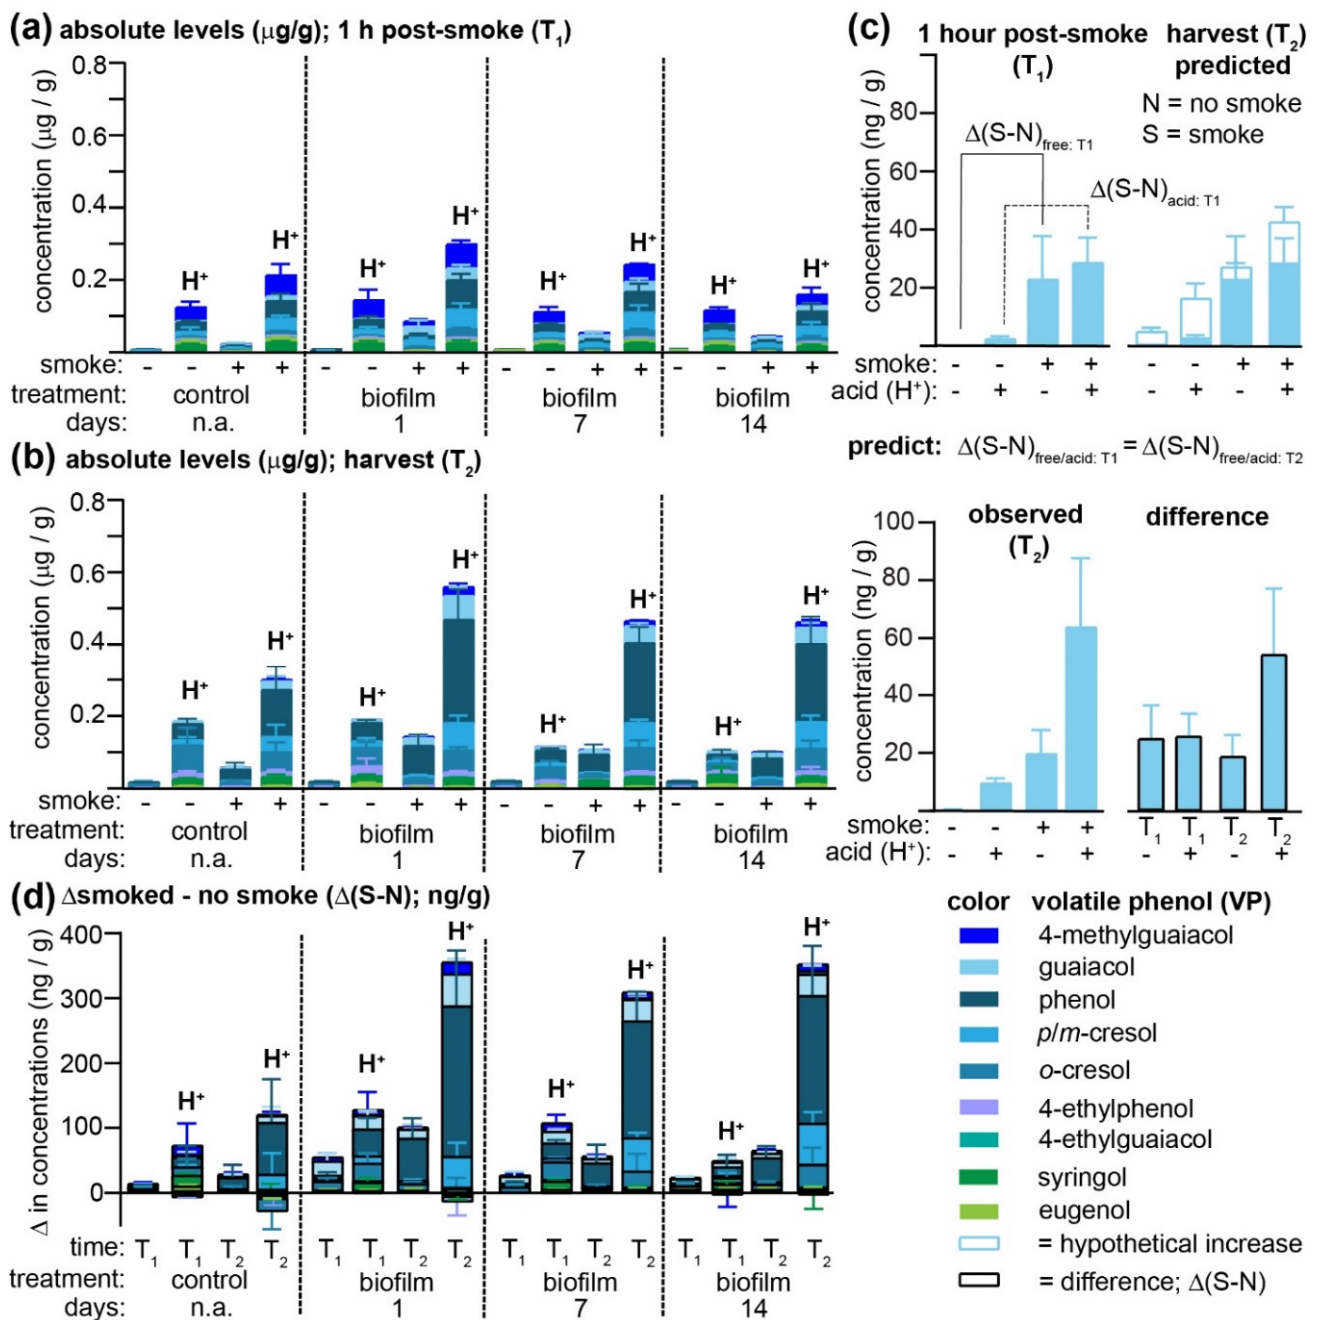 (a) absolute levels (μg/g); 1 h post-smoke (T1)
concentration (μg / g)
0.8
0.6
0.4
0.2
H+ H+ H+ H+ H+ H+ H+ H+
smoke: - - + + - - + + - - + + - - + +
treatment: control biofilm biofilm biofilm
days: n.a. 1 7 14
(b) absolute levels (μg/g); harvest (T2)
concentration (μg / g)
0.8
0.6
0.4
0.2
H+ H+ H+ H+ H+ H+ H+ H+
smoke: - - + + - - + + - - + + - - + +
treatment: control biofilm biofilm biofilm
days: n.a. 1 7 14
(c) 1 hour post-smoke (T1)
harvest (T2) predicted
N = no smoke
S = smoke
concentration (ng / g)
80
60
40
20
Δ(S-N)free: T1
Δ(S-N)acid: T1
smoke: - - + + - - + +
acid (H+): - + - + - + - +
predict: Δ(S-N)free/acid: T1 = Δ(S-N)free/acid: T2
observed (T2)
difference
concentration (ng / g)
100
80
60
40
20
smoke: - - + + T1 T1 T2 T2
acid (H+): - + - + - + - +
(d) Δsmoked - no smoke (Δ(S-N); ng/g)
Δ in concentrations (ng / g)
400
300
200
100
0
H+ H+ H+ H+ H+ H+ H+ H+
time: T1 T1 T2 T2 T1 T1 T2 T2 T1 T1 T2 T2 T1 T1 T2 T2
treatment: control biofilm biofilm biofilm
days: n.a. 1 7 14
color volatile phenol (VP)
4-methylguaiacol
guaiacol
phenol
p/m-cresol
o-cresol
4-ethylphenol
4-ethylguaiacol
syringol
eugenol
= hypothetical increase
= difference; Δ(S-N)